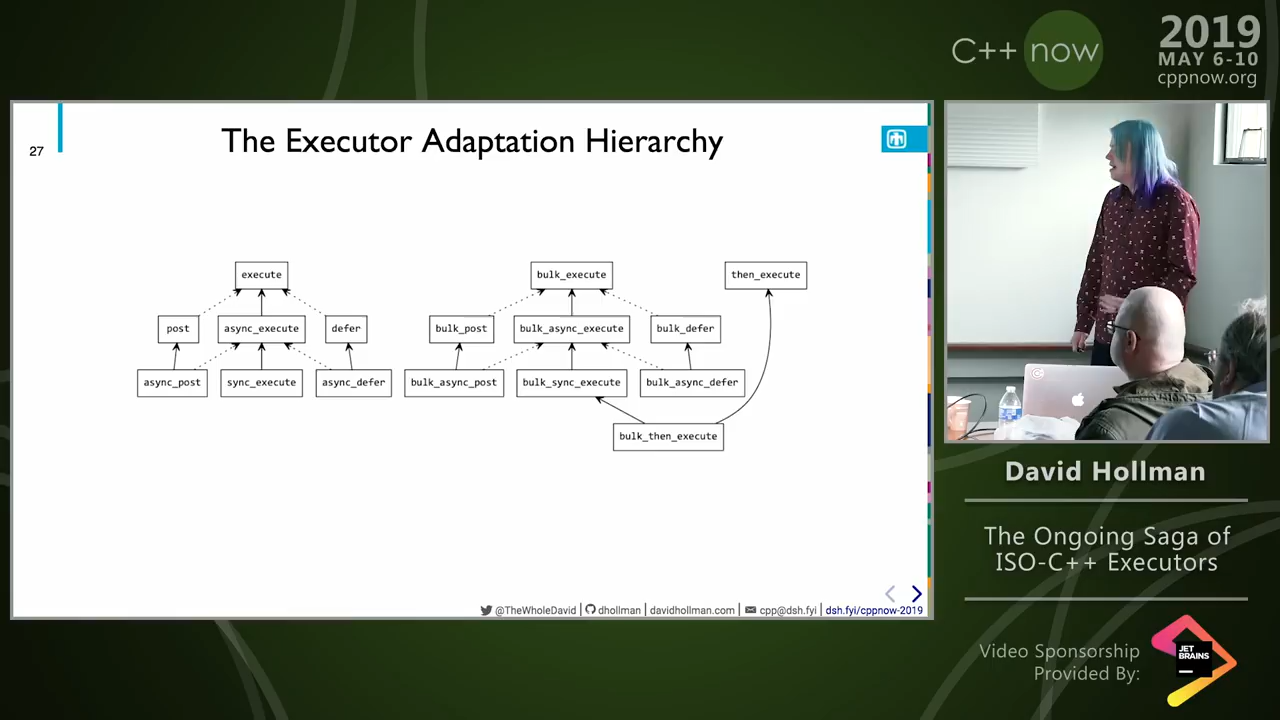 C++ now
2019
MAY 6-10
cppnow.org
27
The Executor Adaptation Hierarchy
execute
bulk_execute
then_execute
post
async_execute
defer
bulk_post
bulk_async_execute
bulk_defer
async_post
sync_execute
async_defer
bulk_async_post
bulk_sync_execute
bulk_async_defer
bulk_then_execute
@TheWholeDavid | dhollman | davidhollman.com | cpp@dsh.fyi | dsh.fyi/cppnow-2019
David Hollman
The Ongoing Saga of
ISO-C++ Executors
Video Sponsorship
Provided By:
JET
BRAINS